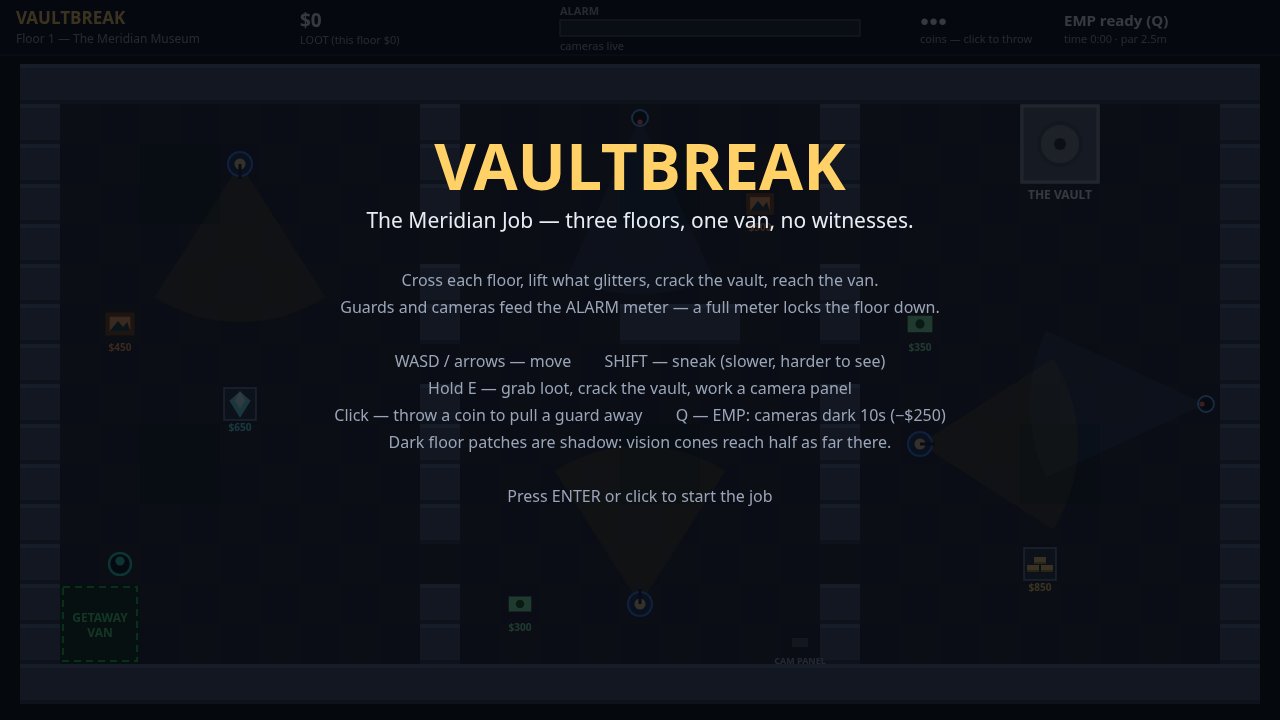 VAULTBREAK
Floor 1 — The Meridian Museum
$0
LOOT (this floor $0)
ALARM
cameras live
coins — click to throw
EMP ready (Q)
time 0:00 · par 2.5m
VAULTBREAK
The Meridian Job — three floors, one van, no witnesses.
Cross each floor, lift what glitters, crack the vault, reach the van.
Guards and cameras feed the ALARM meter — a full meter locks the floor down.
WASD / arrows — move SHIFT — sneak (slower, harder to see)
Hold E — grab loot, crack the vault, work a camera panel
Click — throw a coin to pull a guard away Q — EMP: cameras dark 10s (−$250)
Dark floor patches are shadow: vision cones reach half as far there.
Press ENTER or click to start the job
THE VAULT
$450
$350
$650
$850
GETAWAY
VAN
$300
CAM PANEL